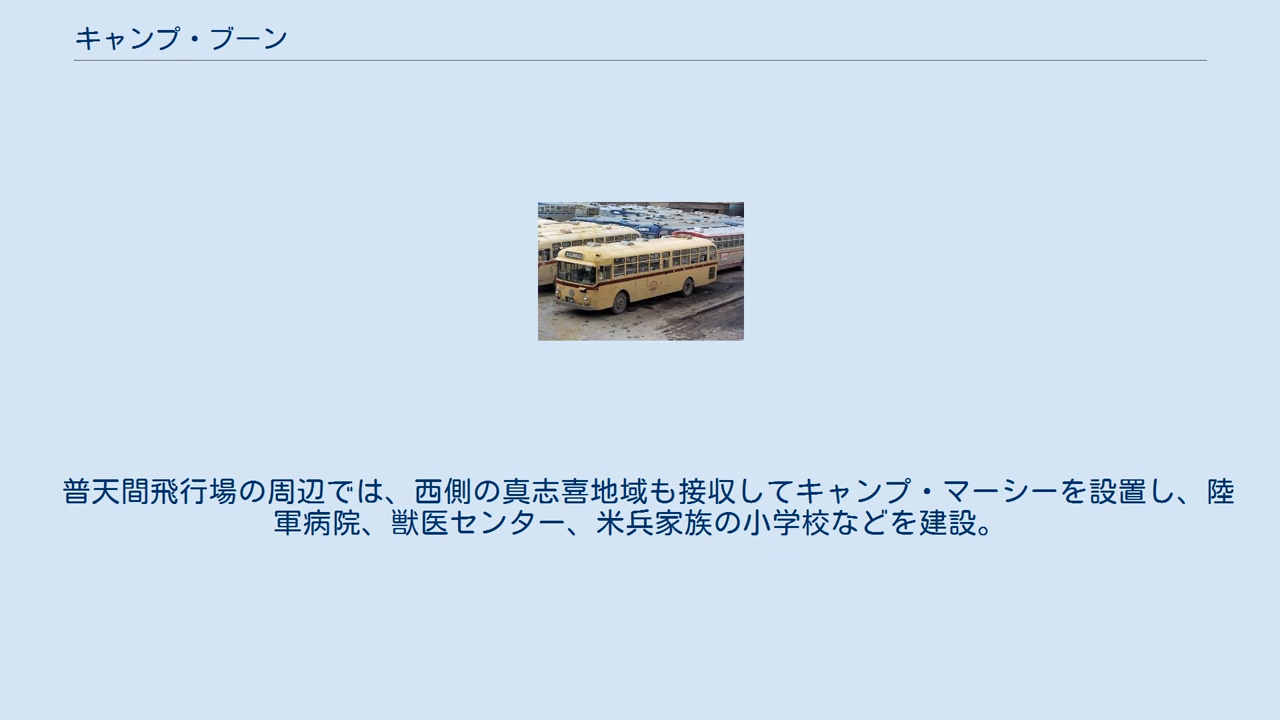 キャンプ・ブーン
普天間飛行場の周辺では、西側の真志喜地域も接収してキャンプ・マーシーを設置し、陸
軍病院、獣医センター、米兵家族の小学校などを建設。